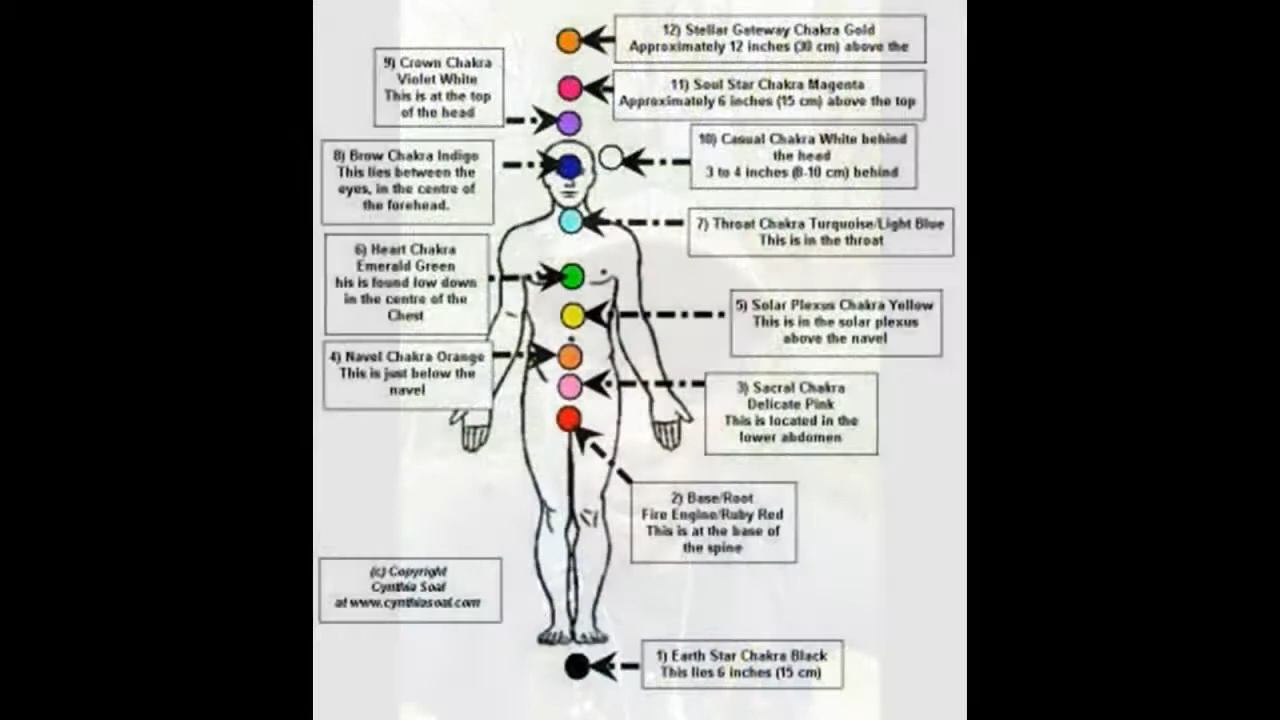 12) Stellar Gateway Chakra Gold
Approximately 12 inches (30 cm) above the
9) Crown Chakra
Violet White
This is at the top
of the head
11) Soul Star Chakra Magenta
Approximately 6 inches (15 cm) above the top
10) Casual Chakra White behind
the head
3 to 4 inches (8-10 cm) behind
8) Brow Chakra Indigo
This lies between the
eyes, in the centre of
the forehead.
7) Throat Chakra Turquoise/Light Blue
This is in the throat
6) Heart Chakra
Emerald Green
his is found low down
in the centre of the
Chest
5) Solar Plexus Chakra Yellow
This is in the solar plexus
above the navel
4) Navel Chakra Orange
This is just below the
navel
3) Sacral Chakra
Delicate Pink
This is located in the
lower abdomen
2) Base/Root
Fire Engine/Ruby Red
This is at the base of
the spine
(c) Copyright
Cynthia Soal
at www.cynthiasoal.com
1) Earth Star Chakra Black
This lies 6 inches (15 cm)